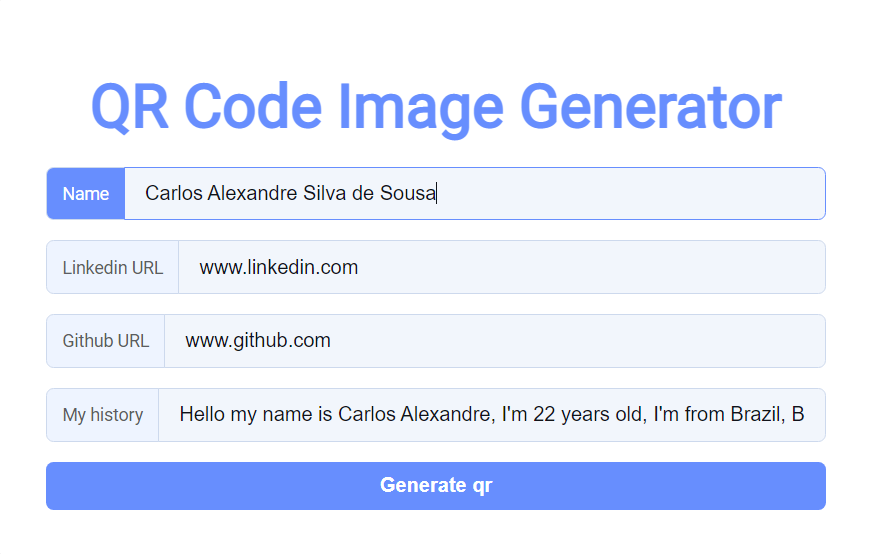 QR Code Image Generator
Name Carlos Alexandre Silva de Sousa
Linkedin URL www.linkedin.com
Github URL www.github.com
My history Hello my name is Carlos Alexandre, I'm 22 years old, I'm from Brazil, B
Generate qr